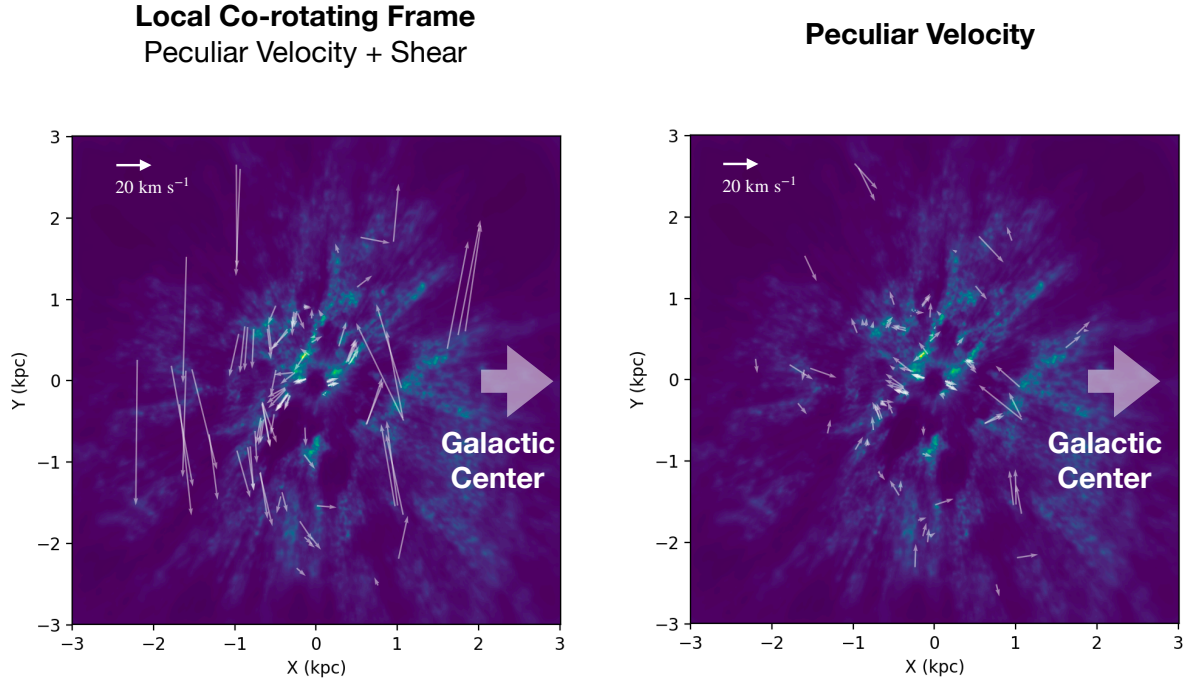 Local Co-rotating Frame
Peculiar Velocity + Shear
3
2
1
0
−1
−2
−3
Y (kpc)
20 km s⁻¹
Galactic
Center
−3
−2
−1
0
1
2
3
X (kpc)
Peculiar Velocity
3
2
1
0
−1
−2
−3
Y (kpc)
20 km s⁻¹
Galactic
Center
−3
−2
−1
0
1
2
3
X (kpc)